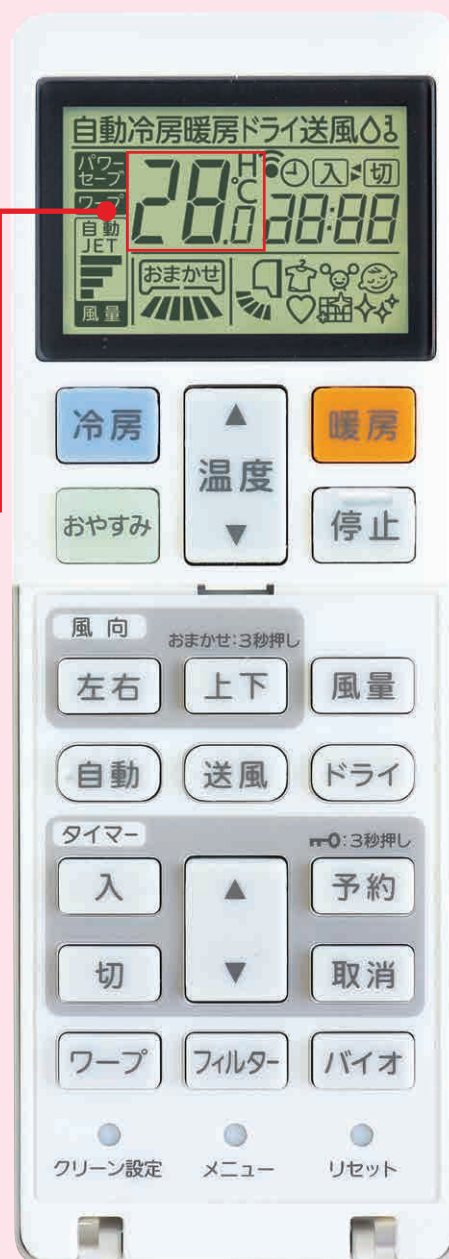 自動冷房暖房ドライ送風
パワーセーブ
ワープ
自動
JET
風量
28.0
H
℃
入
切
28:88
おまかせ
冷房
温度
▲
▼
暖房
おやすみ
停止
風向
おまかせ:3秒押し
左右
上下
風量
自動
送風
ドライ
タイマー
:3秒押し
入
▲
▼
予約
切
取消
ワープ
フィルター
バイオ
クリーン設定
メニュー
リセット